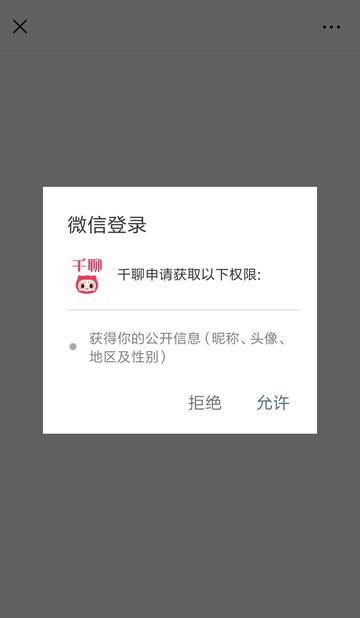 微信登录
千聊
千聊申请获取以下权限:
获得你的公开信息（昵称、头像、
地区及性别）
拒绝 允许